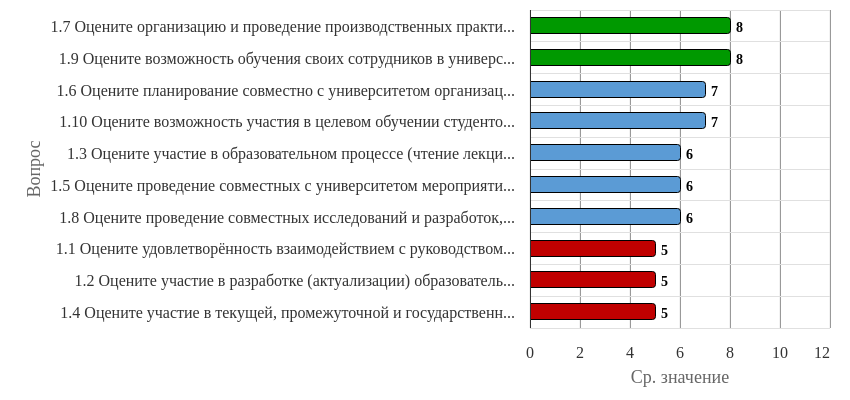 1.7 Оцените организацию и проведение производственных практи... 8
1.9 Оцените возможность обучения своих сотрудников в универс... 8
1.6 Оцените планирование совместно с университетом организац... 7
1.10 Оцените возможность участия в целевом обучении студенто... 7
1.3 Оцените участие в образовательном процессе (чтение лекци... 6
1.5 Оцените проведение совместных с университетом мероприяти... 6
1.8 Оцените проведение совместных исследований и разработок,... 6
1.1 Оцените удовлетворённость взаимодействием с руководством... 5
1.2 Оцените участие в разработке (актуализации) образователь... 5
1.4 Оцените участие в текущей, промежуточной и государственн... 5
Вопрос
0 2 4 6 8 10 12
Ср. значение